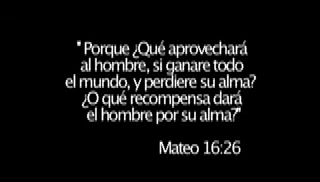 " Porque ¿Qué aprovechará
al hombre, si ganare todo
el mundo, y perdiere su alma?
¿O qué recompensa dará
el hombre por su alma?"
Mateo 16:26